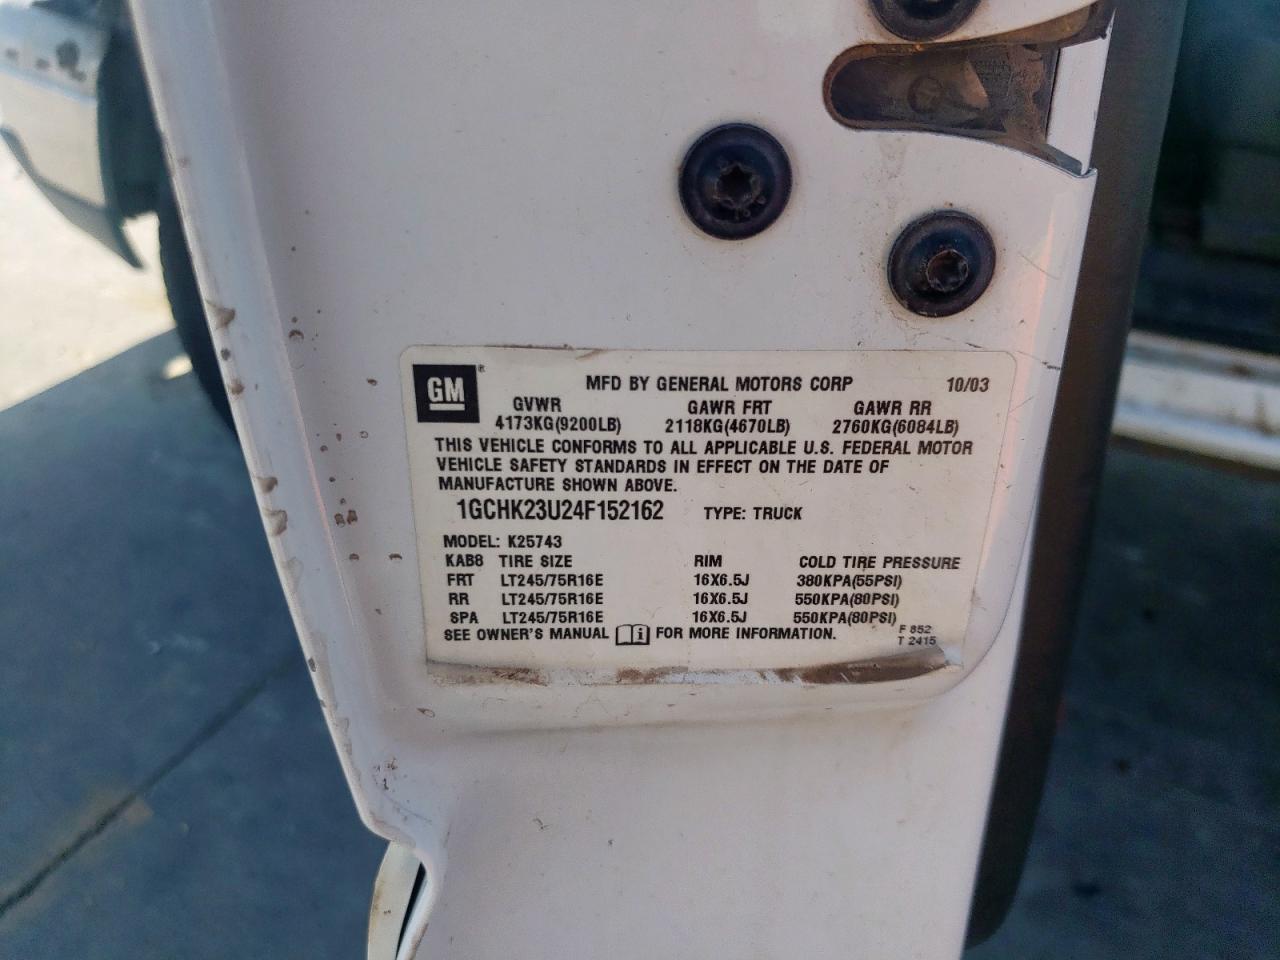 GM ®
MFD BY GENERAL MOTORS CORP 10/03
GVWR GAWR FRT GAWR RR
4173KG(9200LB) 2118KG(4670LB) 2760KG(6084LB)
THIS VEHICLE CONFORMS TO ALL APPLICABLE U.S. FEDERAL MOTOR
VEHICLE SAFETY STANDARDS IN EFFECT ON THE DATE OF
MANUFACTURE SHOWN ABOVE.
1GCHK23U24F152162 TYPE: TRUCK
MODEL: K25743
KAB8 TIRE SIZE RIM COLD TIRE PRESSURE
FRT LT245/75R16E 16X6.5J 380KPA(55PSI)
RR LT245/75R16E 16X6.5J 550KPA(80PSI)
SPA LT245/75R16E 16X6.5J 550KPA(80PSI)
SEE OWNER'S MANUAL i FOR MORE INFORMATION. F 852
T 2415